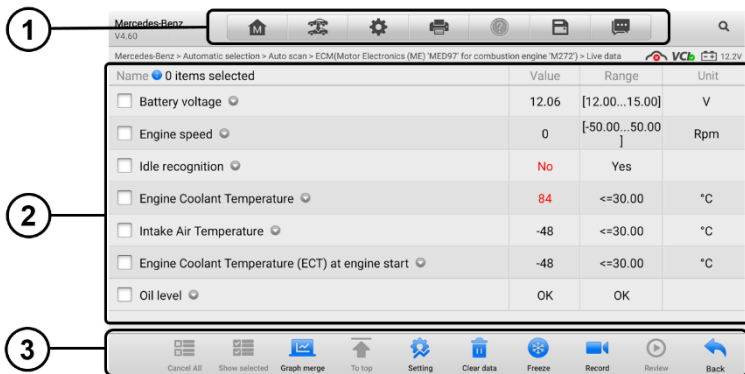 1
Mercedes-Benz
V4.60
Mercedes-Benz > Automatic selection > Auto scan > ECM(Motor Electronics (ME) 'MED97' for combustion engine 'M272') > Live data VCI 12.2V
2
Name 0 items selected Value Range Unit
Battery voltage 12.06 [12.00...15.00] V
Engine speed 0 [-50.00...50.00
] Rpm
Idle recognition No Yes
Engine Coolant Temperature 84 <=30.00 °C
Intake Air Temperature -48 <=30.00 °C
Engine Coolant Temperature (ECT) at engine start -48 <=30.00 °C
Oil level OK OK
3
Cancel All Show selected Graph merge To top Setting Clear data Freeze Record Review Back